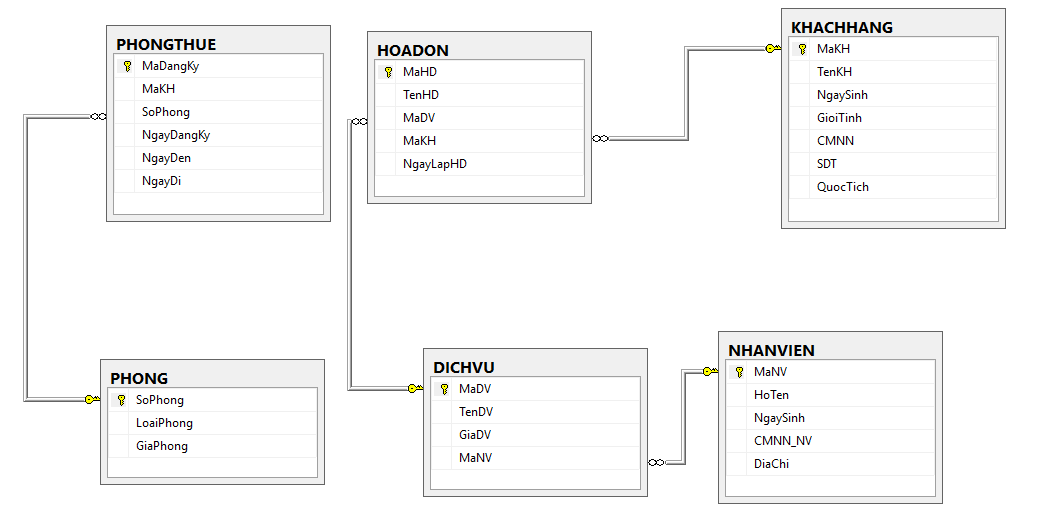 PHONGTHUE
MaDangKy
MaKH
SoPhong
NgayDangKy
NgayDen
NgayDi
HOADON
MaHD
TenHD
MaDV
MaKH
NgayLapHD
KHACHHANG
MaKH
TenKH
NgaySinh
GioiTinh
CMNN
SDT
QuocTich
PHONG
SoPhong
LoaiPhong
GiaPhong
DICHVU
MaDV
TenDV
GiaDV
MaNV
NHANVIEN
MaNV
HoTen
NgaySinh
CMNN_NV
DiaChi